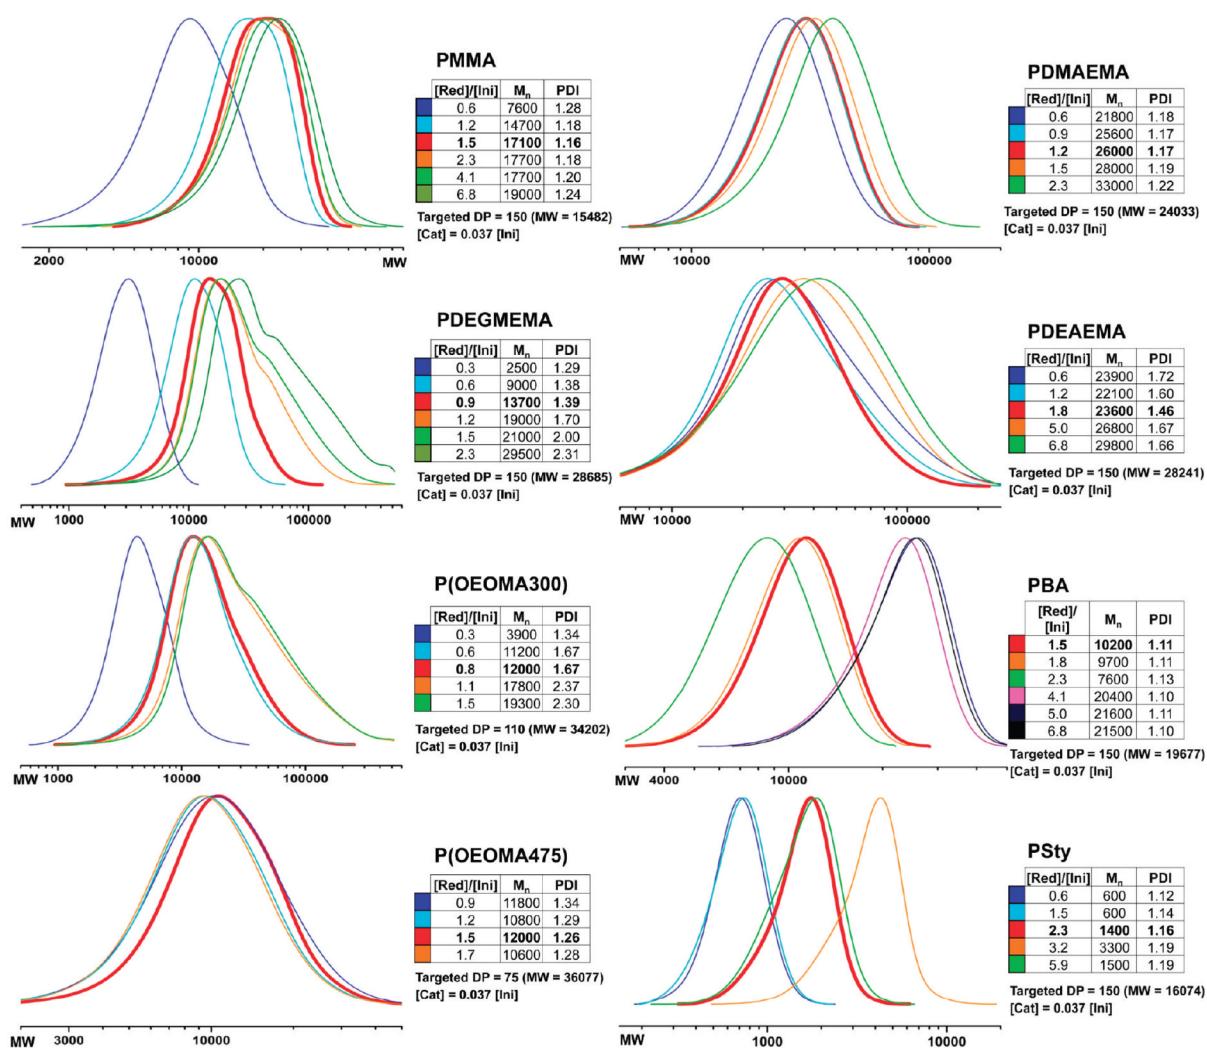 PMMA
[Red]/[Ini] Mn PDI
0.6 7600 1.28
1.2 14700 1.18
1.5 17100 1.16
2.3 17700 1.18
4.1 17700 1.20
6.8 19000 1.24
Targeted DP = 150 (MW = 15482)
[Cat] = 0.037 [Ini]
2000 10000 MW
PDMAEMA
[Red]/[Ini] Mn PDI
0.6 21800 1.18
0.9 25600 1.17
1.2 26000 1.17
1.5 28000 1.19
2.3 33000 1.22
Targeted DP = 150 (MW = 24033)
[Cat] = 0.037 [Ini]
MW 10000 100000
PDEGMEMA
[Red]/[Ini] Mn PDI
0.3 2500 1.29
0.6 9000 1.38
0.9 13700 1.39
1.2 19000 1.70
1.5 21000 2.00
2.3 29500 2.31
Targeted DP = 150 (MW = 28685)
[Cat] = 0.037 [Ini]
MW 1000 10000 100000
PDEAEMA
[Red]/[Ini] Mn PDI
0.6 23900 1.72
1.2 22100 1.60
1.8 23600 1.46
5.0 26800 1.67
6.8 29800 1.66
Targeted DP = 150 (MW = 28241)
[Cat] = 0.037 [Ini]
MW 10000 100000
P(OEOMA300)
[Red]/[Ini] Mn PDI
0.3 3900 1.34
0.6 11200 1.67
0.8 12000 1.67
1.1 17800 2.37
1.5 19300 2.30
Targeted DP = 110 (MW = 34202)
[Cat] = 0.037 [Ini]
MW 1000 10000 100000
PBA
[Red]/
[Ini] Mn PDI
1.5 10200 1.11
1.8 9700 1.11
2.3 7600 1.13
4.1 20400 1.10
5.0 21600 1.11
6.8 21500 1.10
Targeted DP = 150 (MW = 19677)
[Cat] = 0.037 [Ini]
MW 4000 10000
P(OEOMA475)
[Red]/[Ini] Mn PDI
0.9 11800 1.34
1.2 10800 1.29
1.5 12000 1.26
1.7 10600 1.28
Targeted DP = 75 (MW = 36077)
[Cat] = 0.037 [Ini]
MW 3000 10000
PSty
[Red]/[Ini] Mn PDI
0.6 600 1.12
1.5 600 1.14
2.3 1400 1.16
3.2 3300 1.19
5.9 1500 1.19
Targeted DP = 150 (MW = 16074)
[Cat] = 0.037 [Ini]
MW 1000 10000